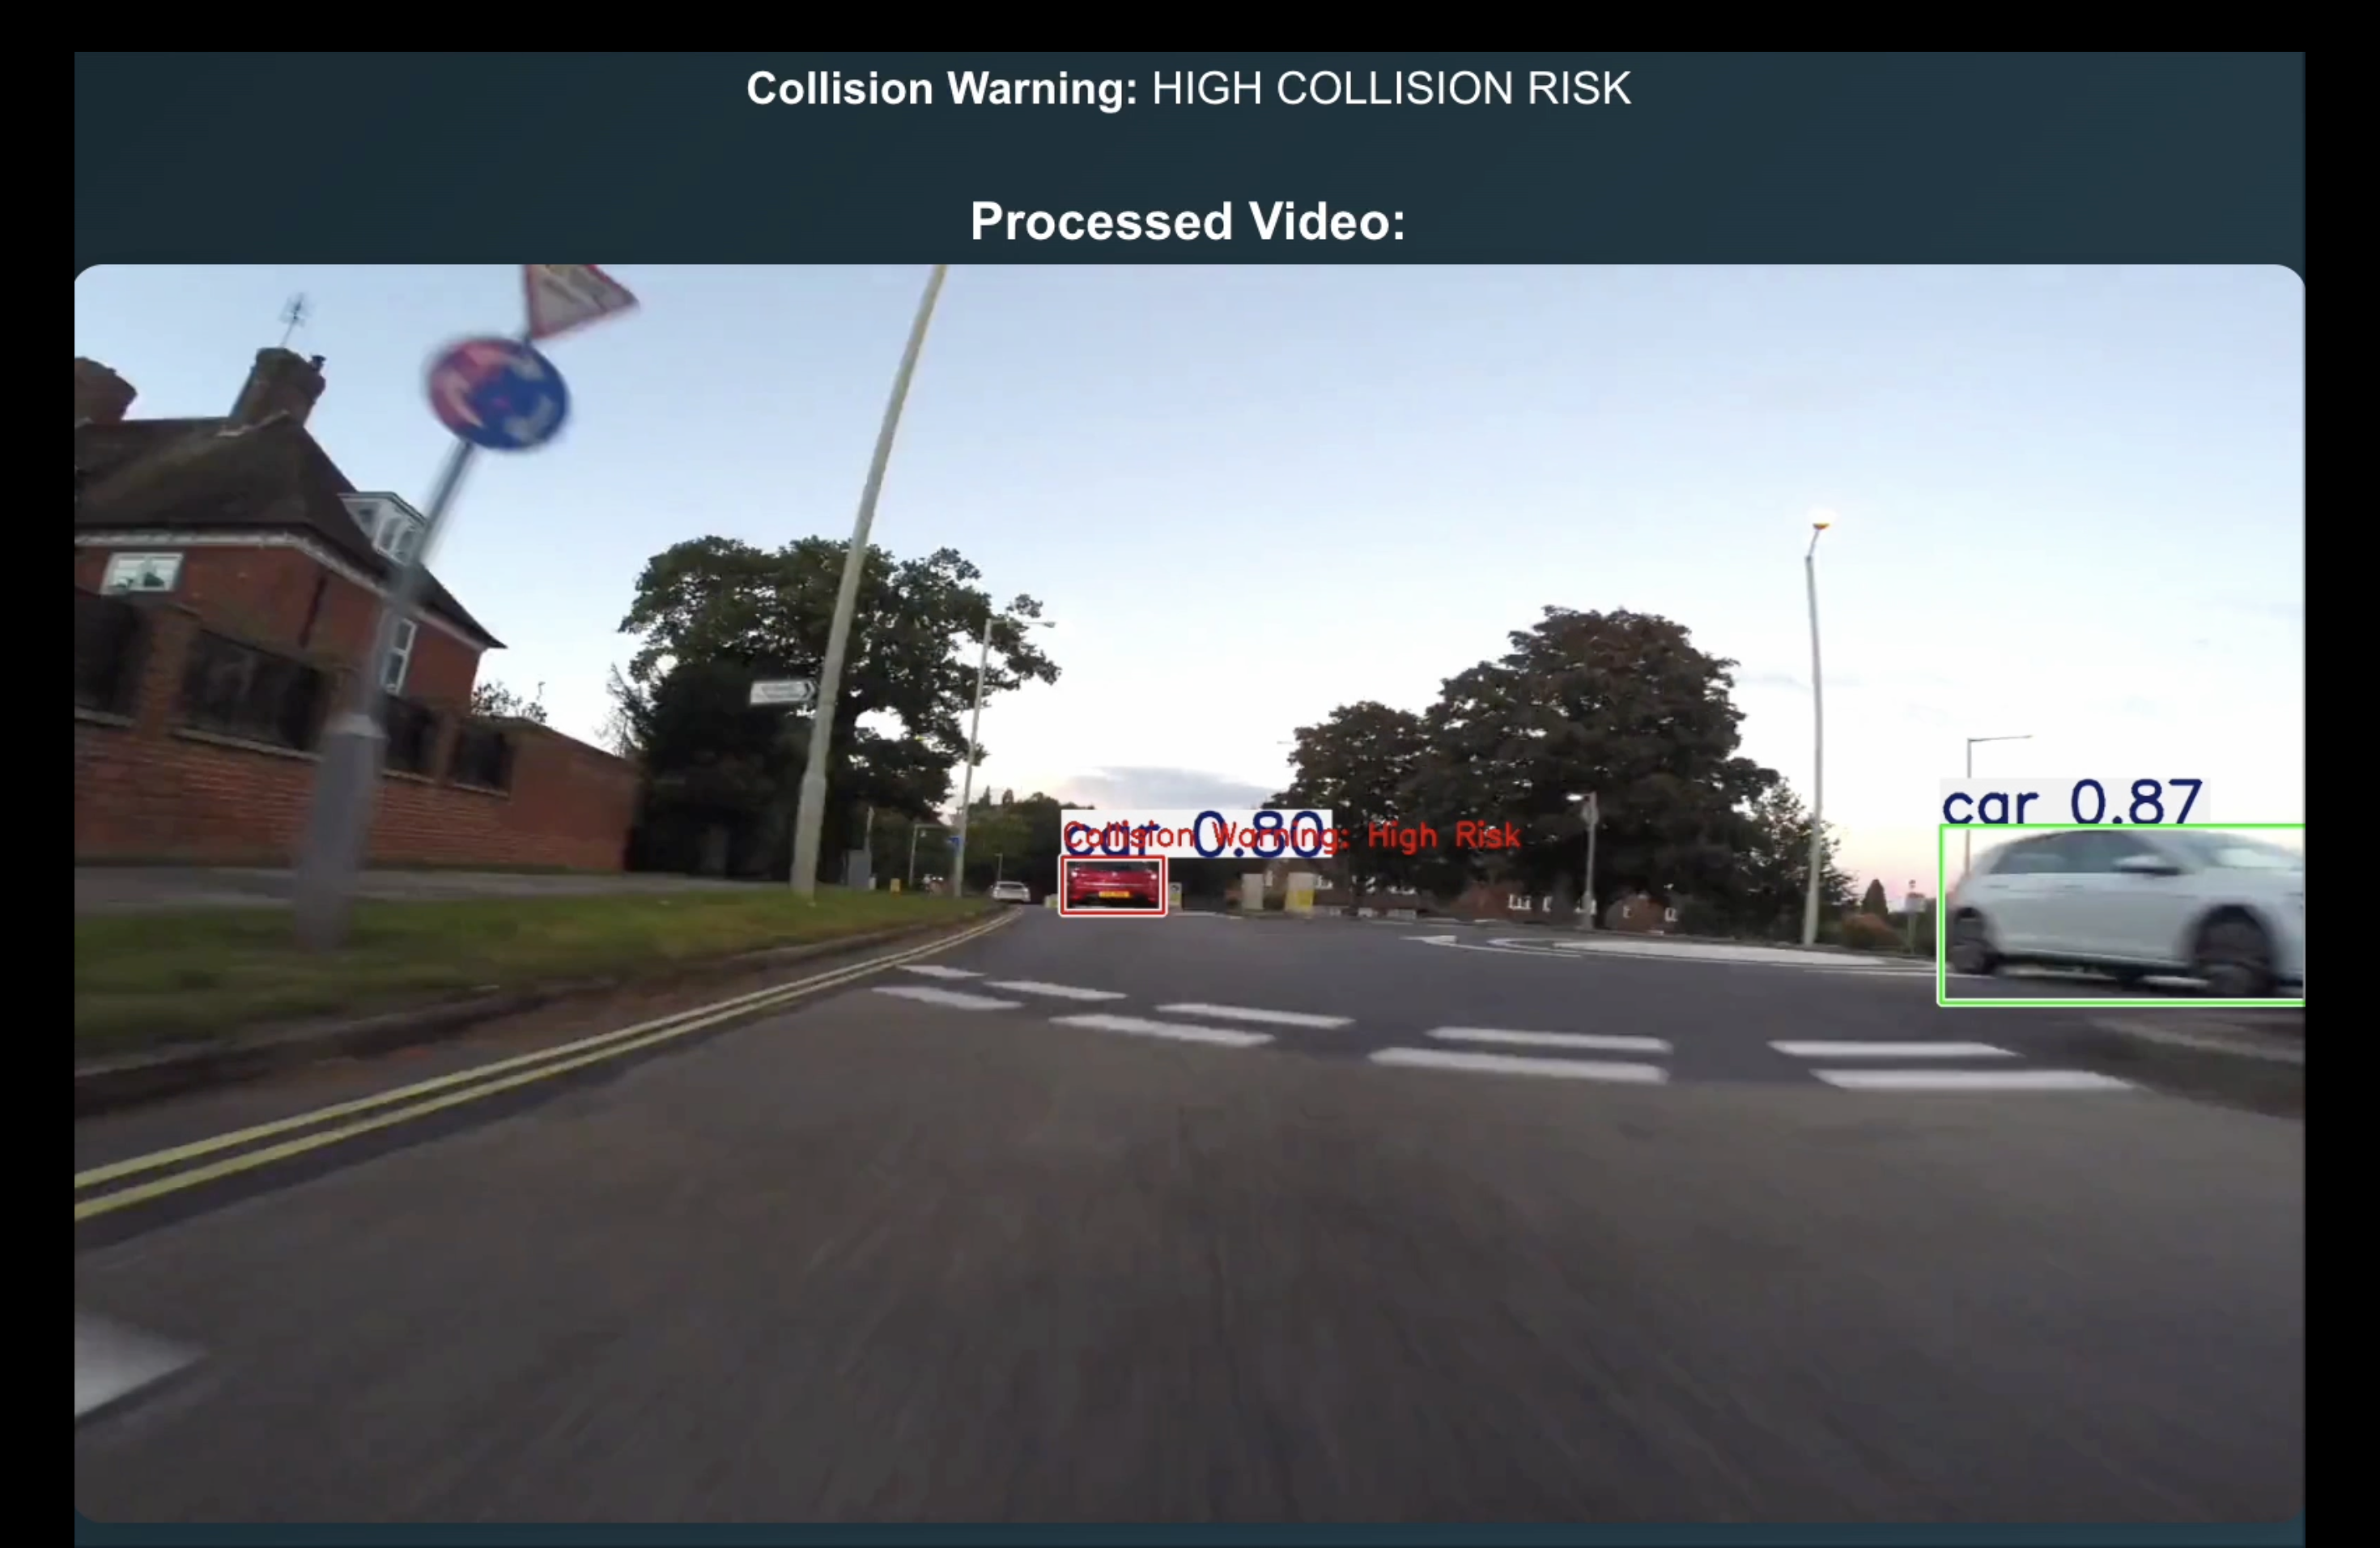 Collision Warning: HIGH COLLISION RISK
Processed Video:
car 0.87
car 0.80
Collision Warning: High Risk